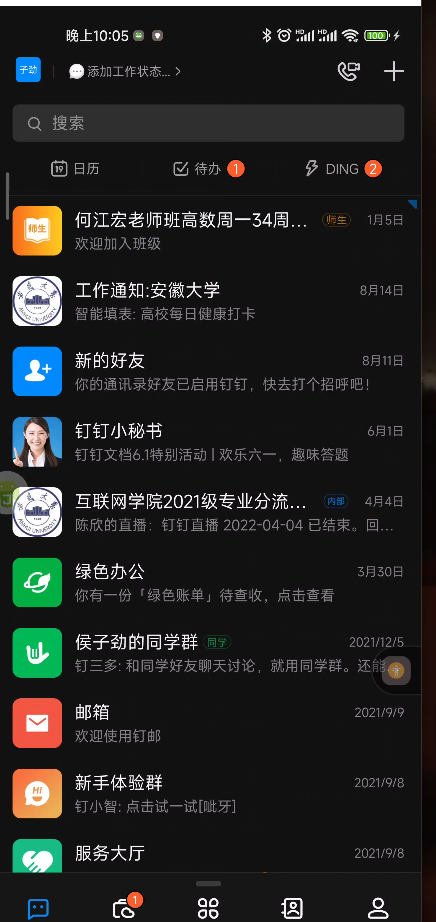 晚上10:05
HD
HD
100
子劲
添加工作状态... >
搜索
19 日历
待办 1
DING 2
师生
何江宏老师班高数周一34周... 师生 1月5日
欢迎加入班级
工作通知:安徽大学 8月14日
智能填表: 高校每日健康打卡
新的好友 8月11日
你的通讯录好友已启用钉钉，快去打个招呼吧！
钉钉小秘书 6月1日
钉钉文档6.1特别活动 | 欢乐六一，趣味答题
互联网学院2021级专业分流... 内部 4月4日
陈欣的直播：钉钉直播 2022-04-04 已结束。回...
绿色办公 3月30日
你有一份「绿色账单」待查收，点击查看
侯子劲的同学群 同学 2021/12/5
钉三多: 和同学好友聊天讨论，就用同学群。还能
邮箱 2021/9/9
欢迎使用钉邮
Hi
新手体验群 2021/9/8
钉小智: 点击试一试[呲牙]
服务大厅 2021/9/8
1